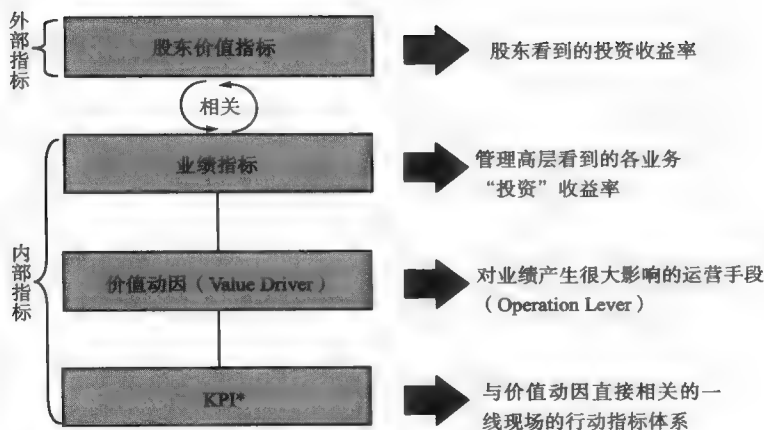 外部指标
股东价值指标
股东看到的投资收益率
相关
内部指标
业绩指标
管理高层看到的各业务
“投资”收益率
价值动因（Value Driver）
对业绩产生很大影响的运营手段
（Operation Lever）
KPI*
与价值动因直接相关的一
线现场的行动指标体系